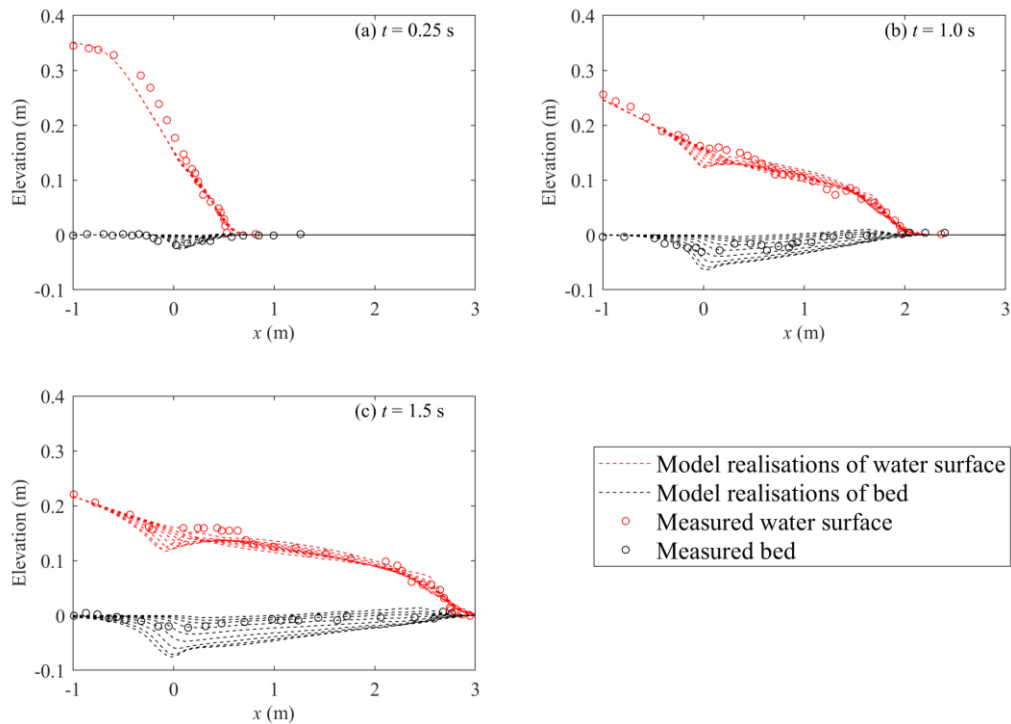 0.4
(a) t = 0.25 s
0.3
0.2
0.1
0
-0.1
Elevation (m)
-1 0 1 2 3
x (m)
0.4
(b) t = 1.0 s
0.3
0.2
0.1
0
-0.1
Elevation (m)
-1 0 1 2 3
x (m)
0.4
(c) t = 1.5 s
0.3
0.2
0.1
0
-0.1
Elevation (m)
-1 0 1 2 3
x (m)
Model realisations of water surface
Model realisations of bed
Measured water surface
Measured bed